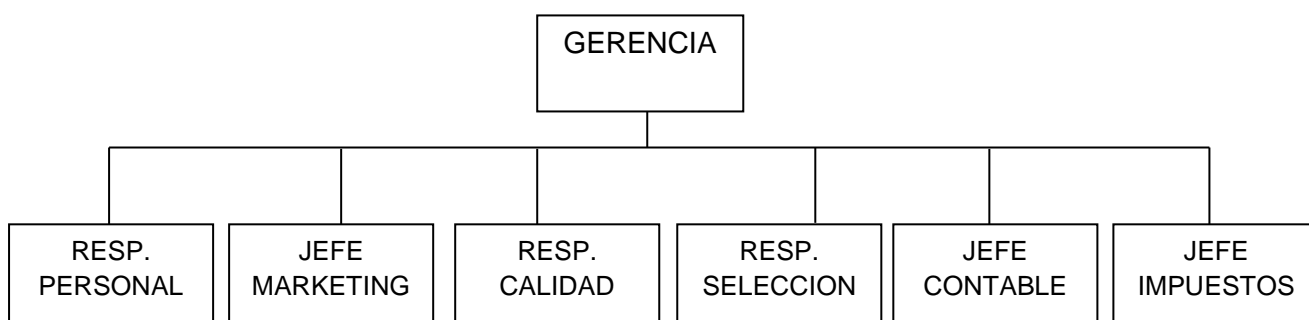 GERENCIA
RESP.
PERSONAL
JEFE
MARKETING
RESP.
CALIDAD
RESP.
SELECCION
JEFE
CONTABLE
JEFE
IMPUESTOS